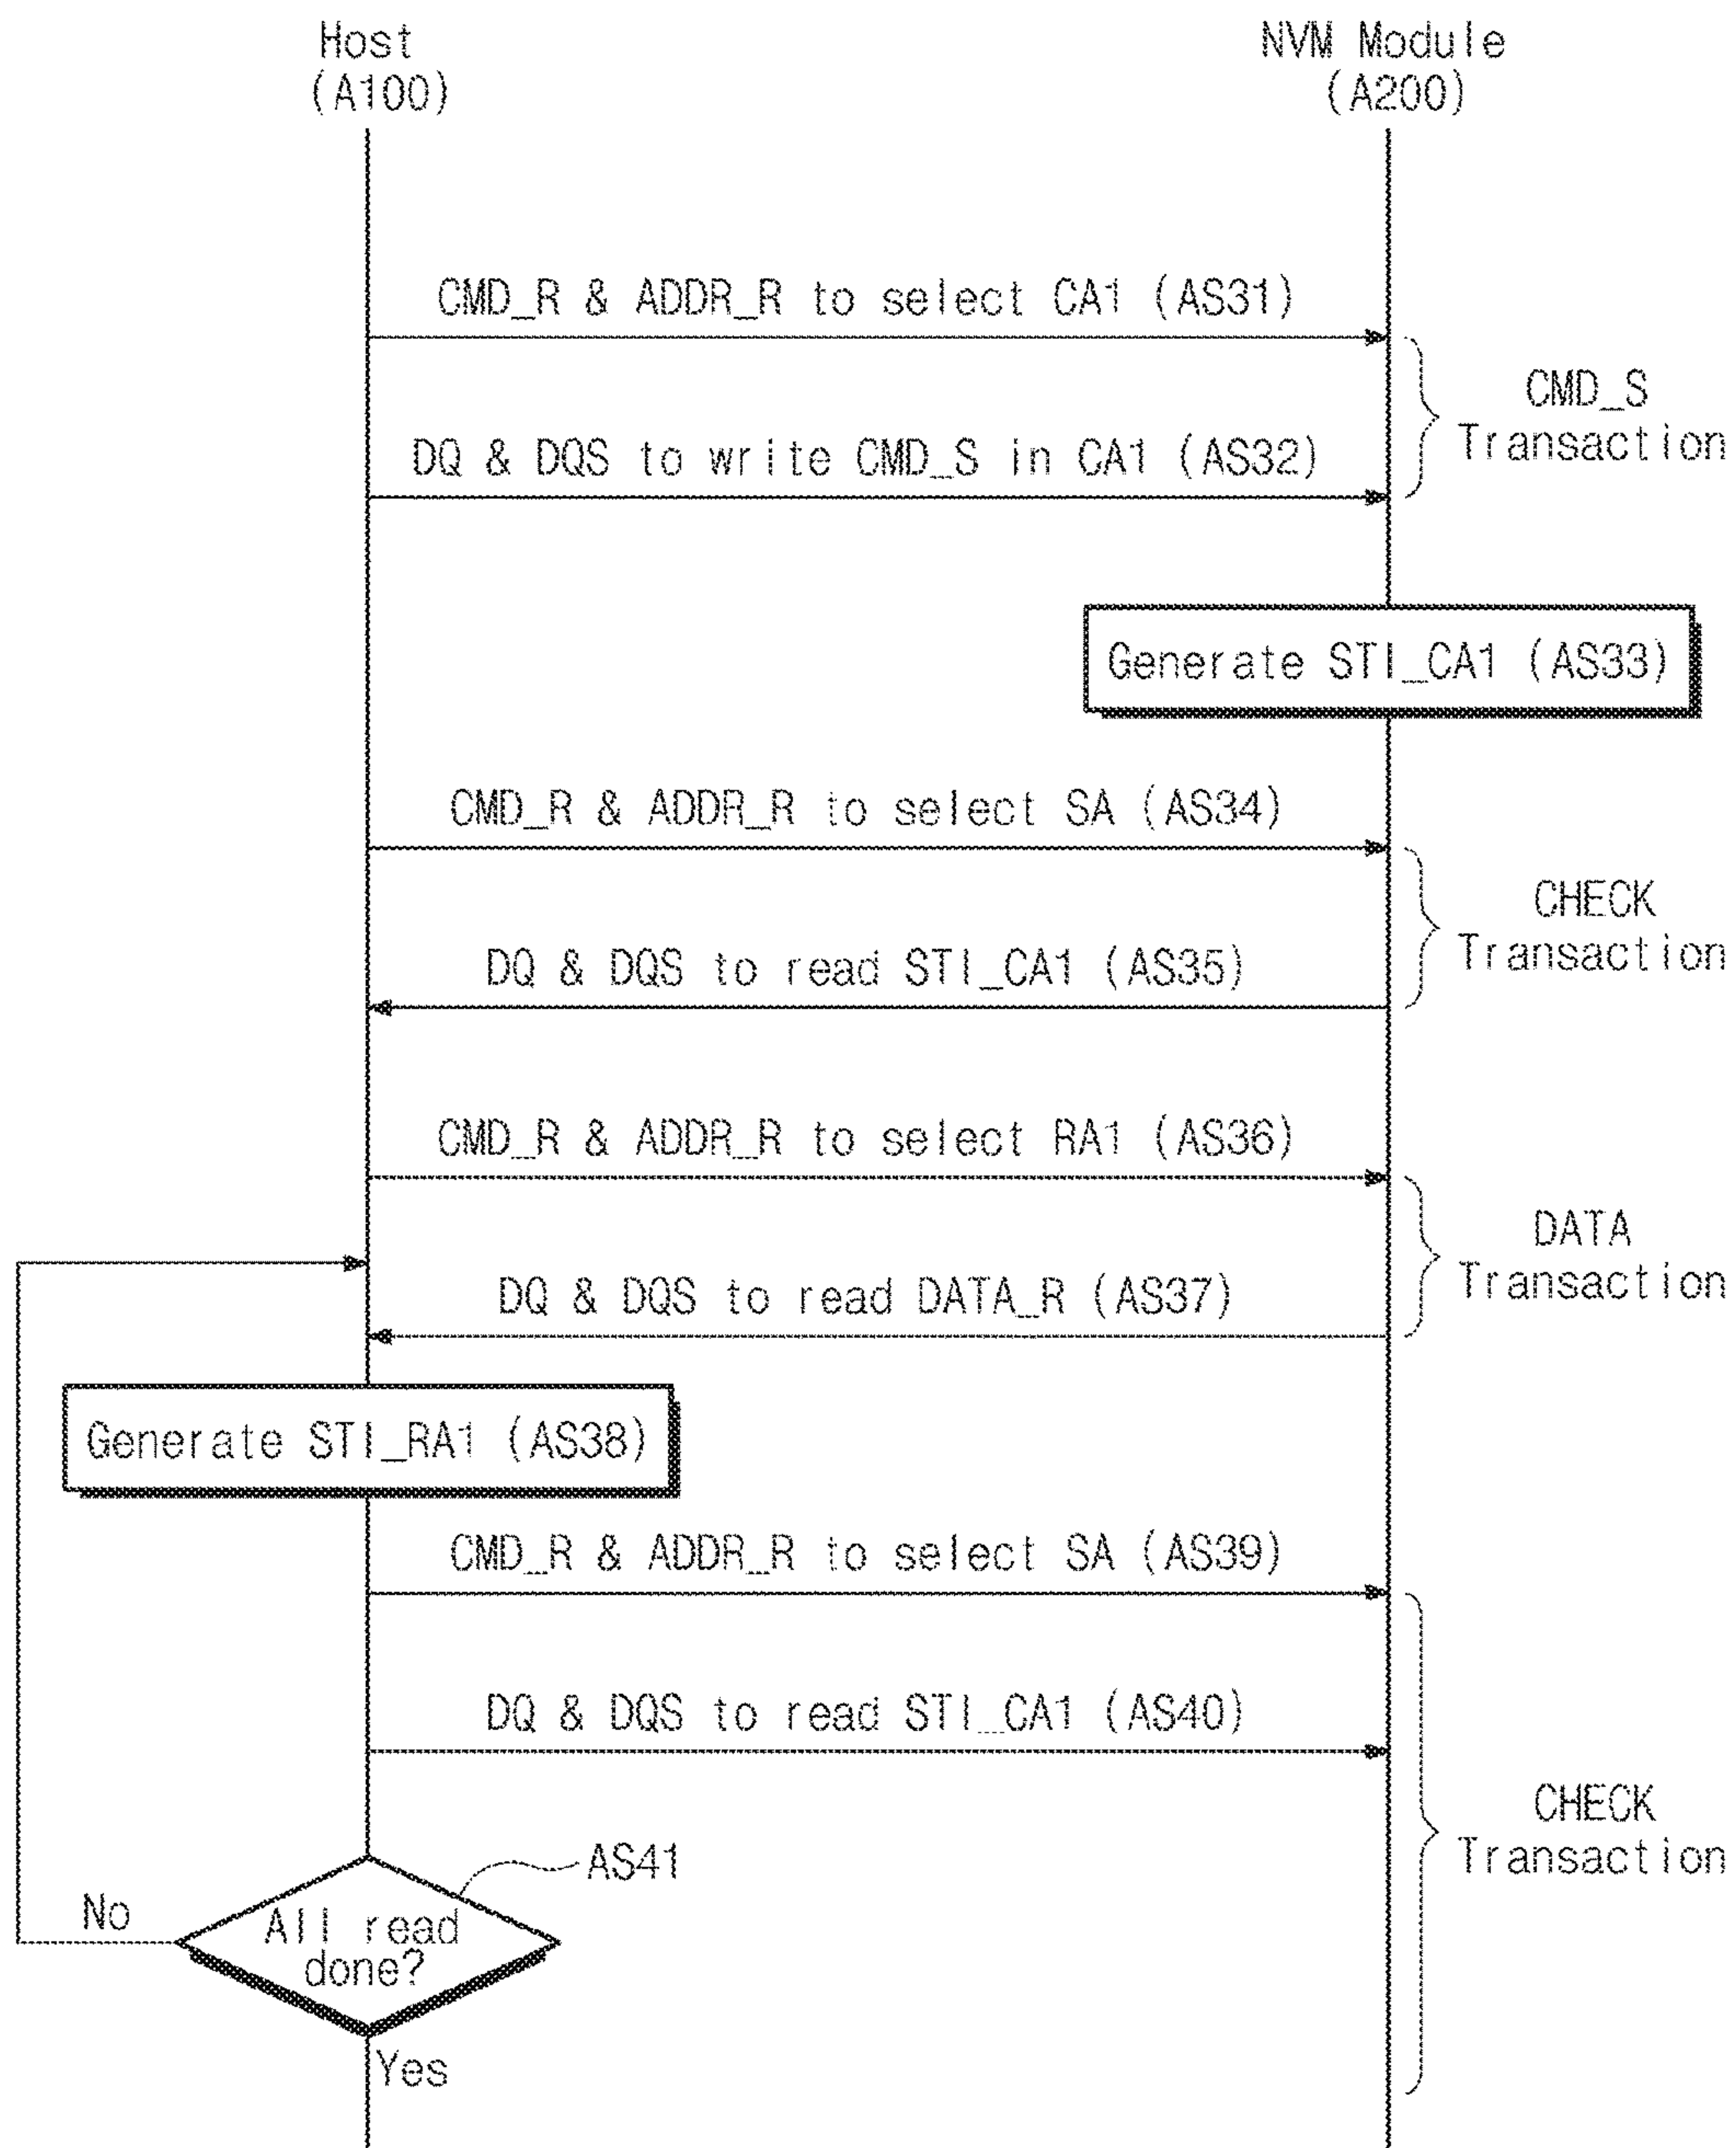 Host
(A100)
NVM Module
(A200)
CMD_R & ADDR_R to select CA1 (AS31)
CMD_S
Transaction
DQ & DQS to write CMD_S in CA1 (AS32)
Generate STI_CA1 (AS33)
CMD_R & ADDR_R to select SA (AS34)
CHECK
Transaction
DQ & DQS to read STI_CA1 (AS35)
CMD_R & ADDR_R to select RA1 (AS36)
DATA
Transaction
DQ & DQS to read DATA_R (AS37)
Generate STI_RA1 (AS38)
CMD_R & ADDR_R to select SA (AS39)
DQ & DQS to read STI_CA1 (AS40)
CHECK
Transaction
AS41
No
All read
done?
Yes